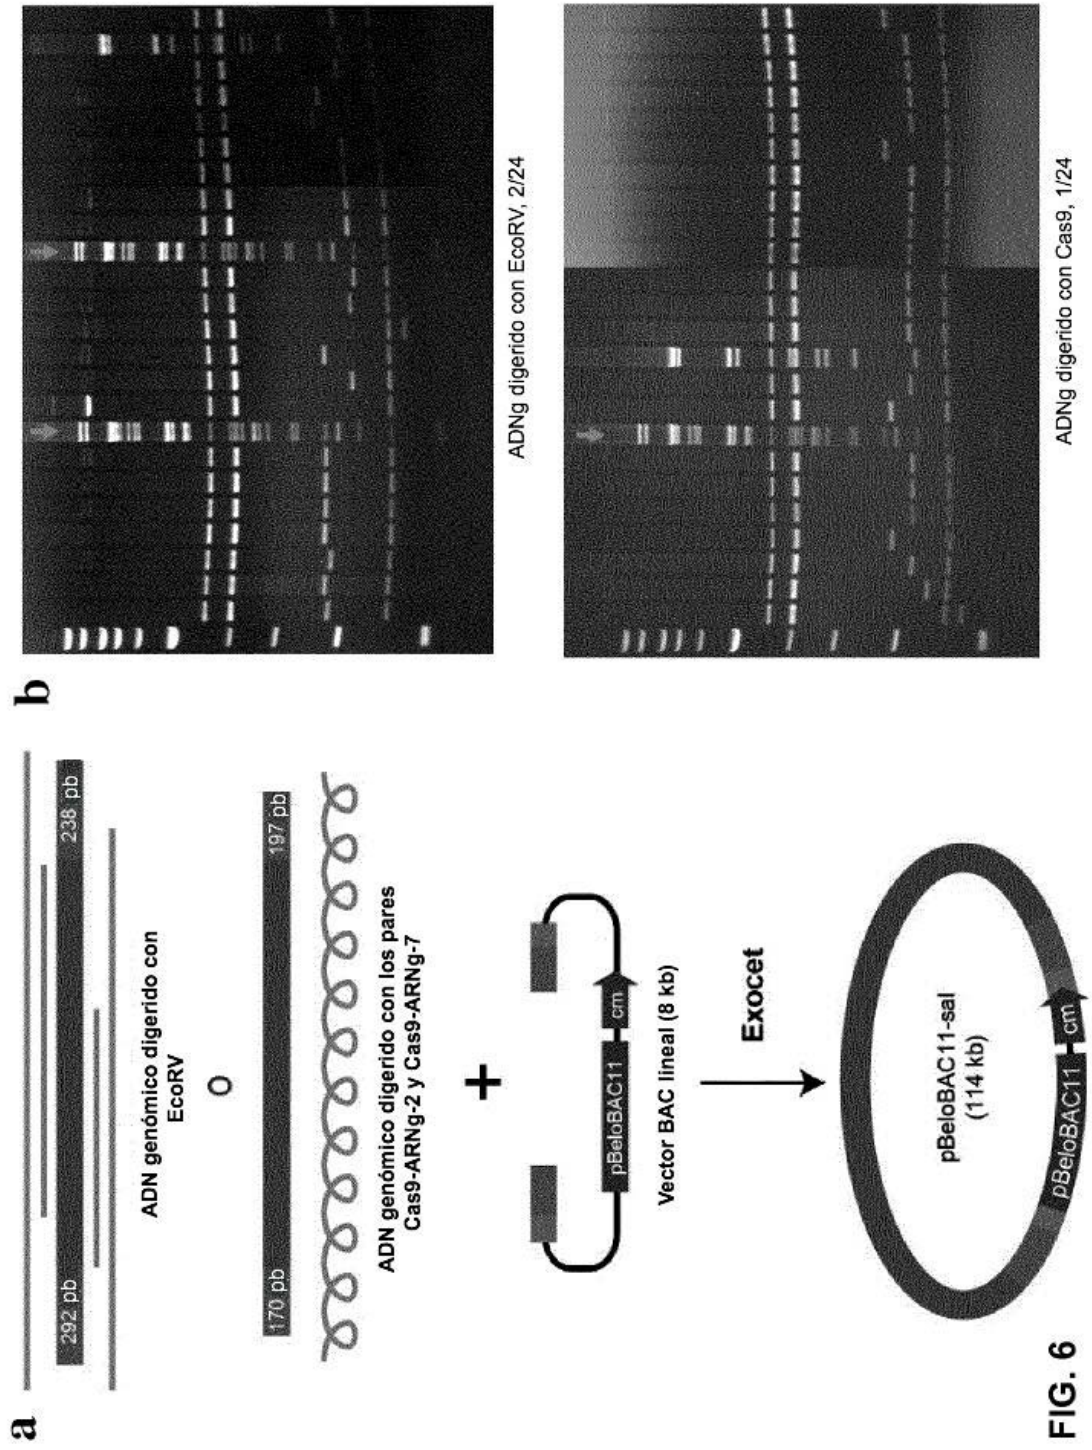 a
292 pb
238 pb
ADN genómico digerido con
EcoRV
O
170 pb
197 pb
ADN genómico digerido con los pares
Cas9-ARNg-2 y Cas9-ARNg-7
+
pBeloBAC11
cm
Vector BAC lineal (8 kb)
Exocet
pBeloBAC11-sal
(114 kb)
pBeloBAC11
cm
b
ADNg digerido con EcoRV, 2/24
ADNg digerido con Cas9, 1/24
FIG. 6